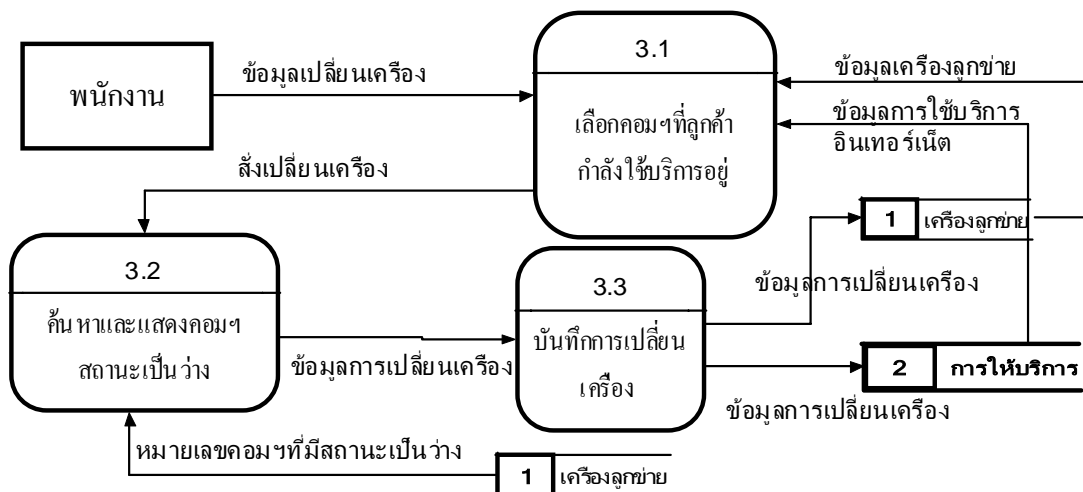 3.1
พนักงาน
ข้อมูลเปลี่ยนเครื่อง
เลือกคอมฯที่ลูกค้า
กำลังใช้บริการอยู่
ข้อมูลเครื่องลูกข่าย
ข้อมูลการใช้บริการ
อินเทอร์เน็ต
สั่งเปลี่ยนเครื่อง
1 เครื่องลูกข่าย
3.2
ค้นหาและแสดงคอมฯ
สถานะเป็นว่าง
ข้อมูลการเปลี่ยนเครื่อง
3.3
บันทึกการเปลี่ยน
เครื่อง
ข้อมูลการเปลี่ยนเครื่อง
2 การให้บริการ
ข้อมูลการเปลี่ยนเครื่อง
หมายเลขคอมฯที่มีสถานะเป็นว่าง
1 เครื่องลูกข่าย